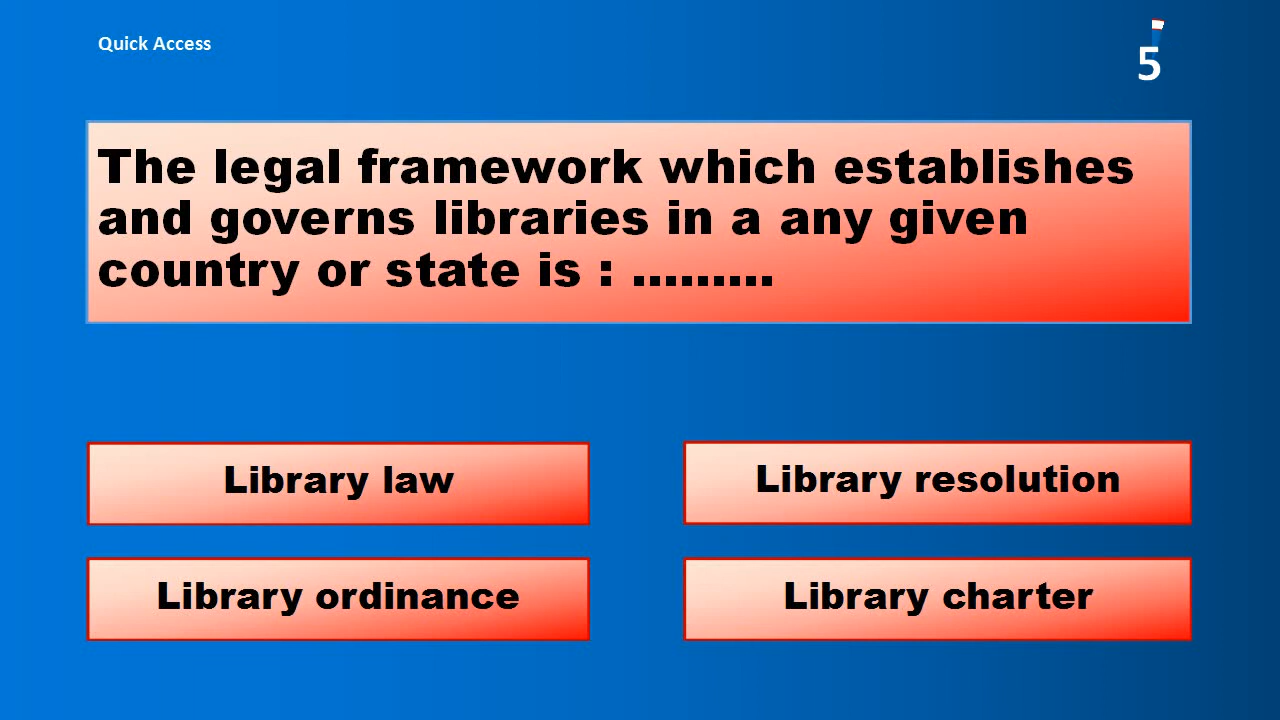 Quick Access
5
The legal framework which establishes
and governs libraries in a any given
country or state is : .........
Library law
Library resolution
Library ordinance
Library charter